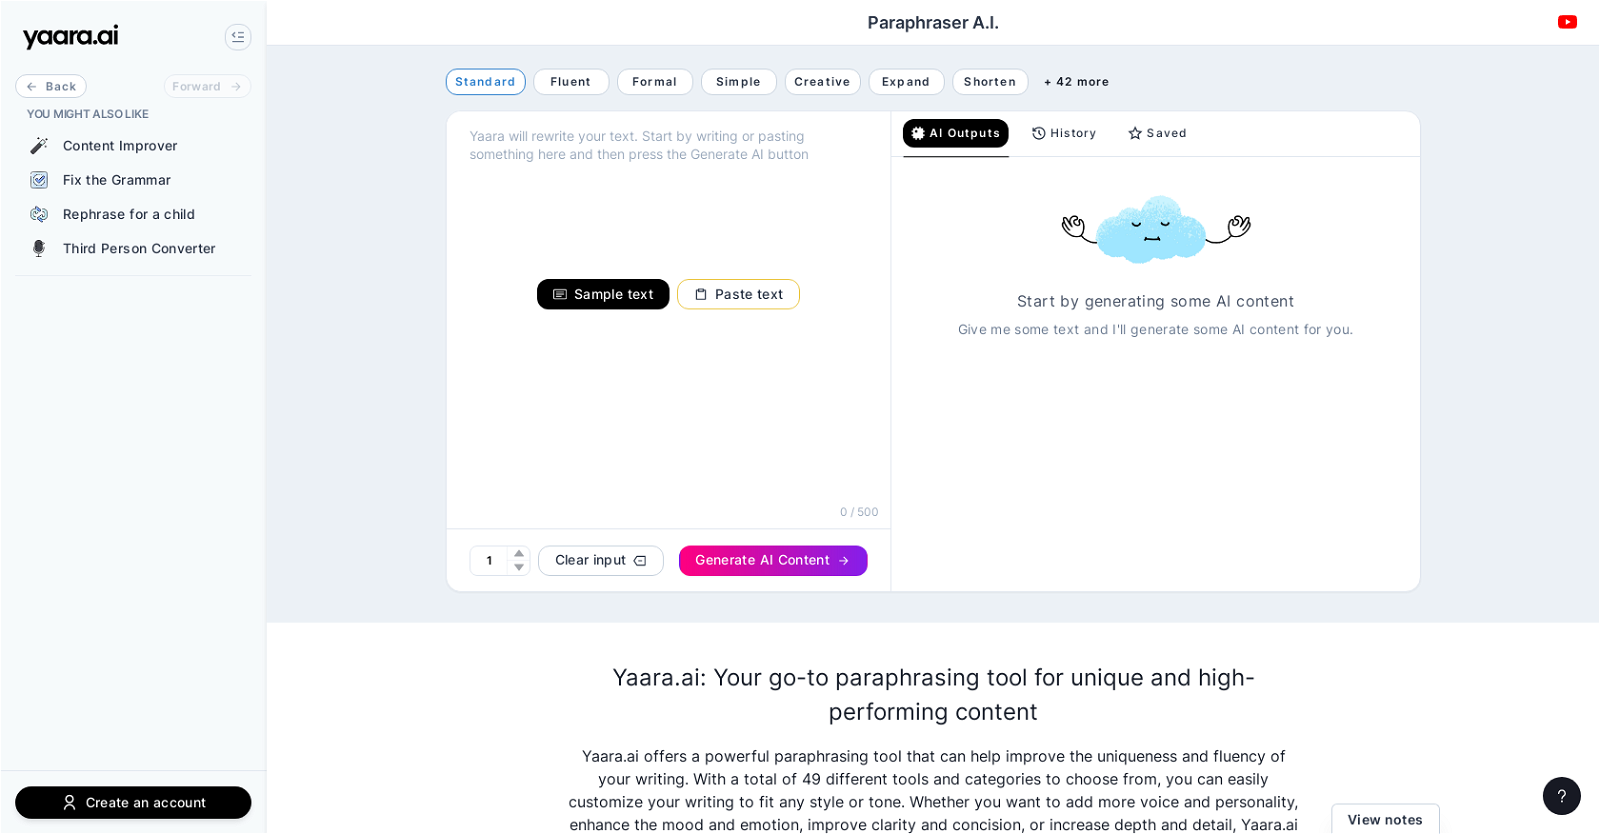 yaara.ai
Paraphraser A.I.
Back
Forward
YOU MIGHT ALSO LIKE
Content Improver
Fix the Grammar
Rephrase for a child
Third Person Converter
Create an account
Standard Fluent Formal Simple Creative Expand Shorten + 42 more
Yaara will rewrite your text. Start by writing or pasting
something here and then press the Generate AI button
Sample text Paste text
0 / 500
1 Clear input Generate AI Content
AI Outputs History Saved
Start by generating some AI content
Give me some text and I'll generate some AI content for you.
Yaara.ai: Your go-to paraphrasing tool for unique and high-
performing content
Yaara.ai offers a powerful paraphrasing tool that can help improve the uniqueness and fluency of
your writing. With a total of 49 different tools and categories to choose from, you can easily
customize your writing to fit any style or tone. Whether you want to add more voice and personality,
enhance the mood and emotion, improve clarity and concision, or increase depth and detail, Yaara.ai
View notes
?